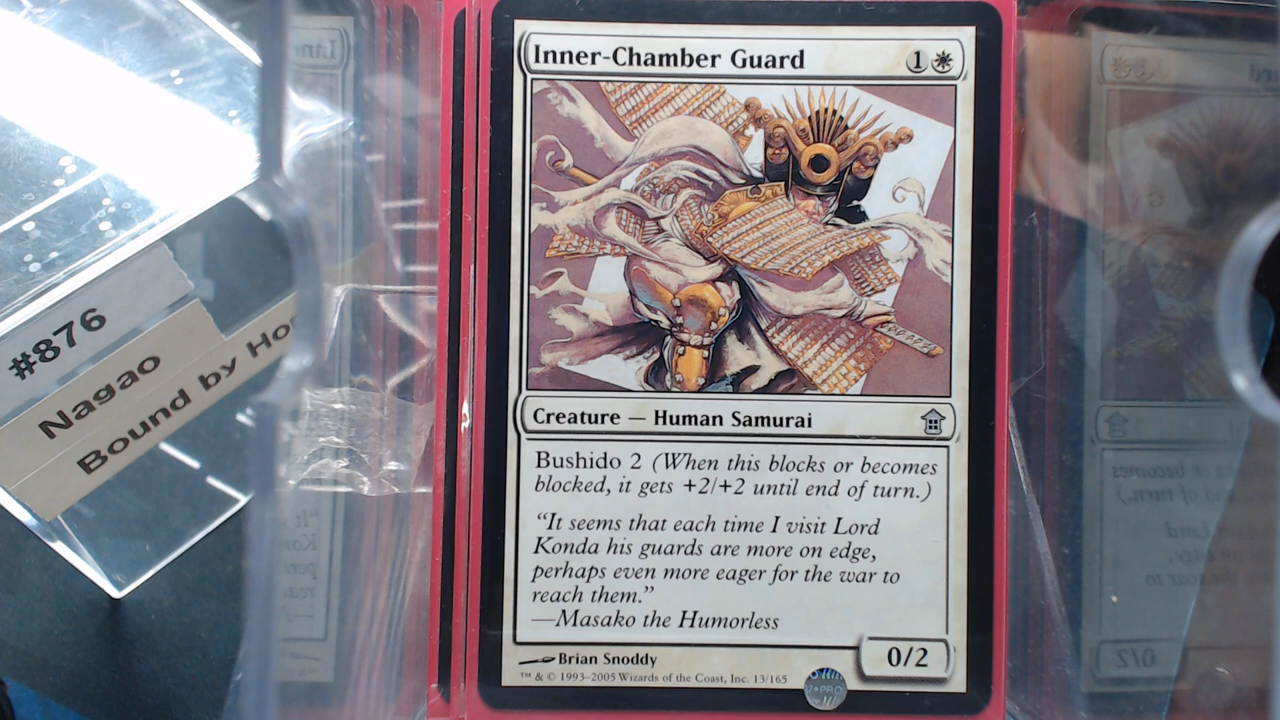 Inner-Chamber Guard 1
Creature — Human Samurai
Bushido 2 (When this blocks or becomes
blocked, it gets +2/+2 until end of turn.)
“It seems that each time I visit Lord
Konda his guards are more on edge,
perhaps even more eager for the war to
reach them.”
—Masako the Humorless
0/2
Brian Snoddy
™ & © 1993–2005 Wizards of the Coast, Inc. 13/165
#876
Nagao
Bound by